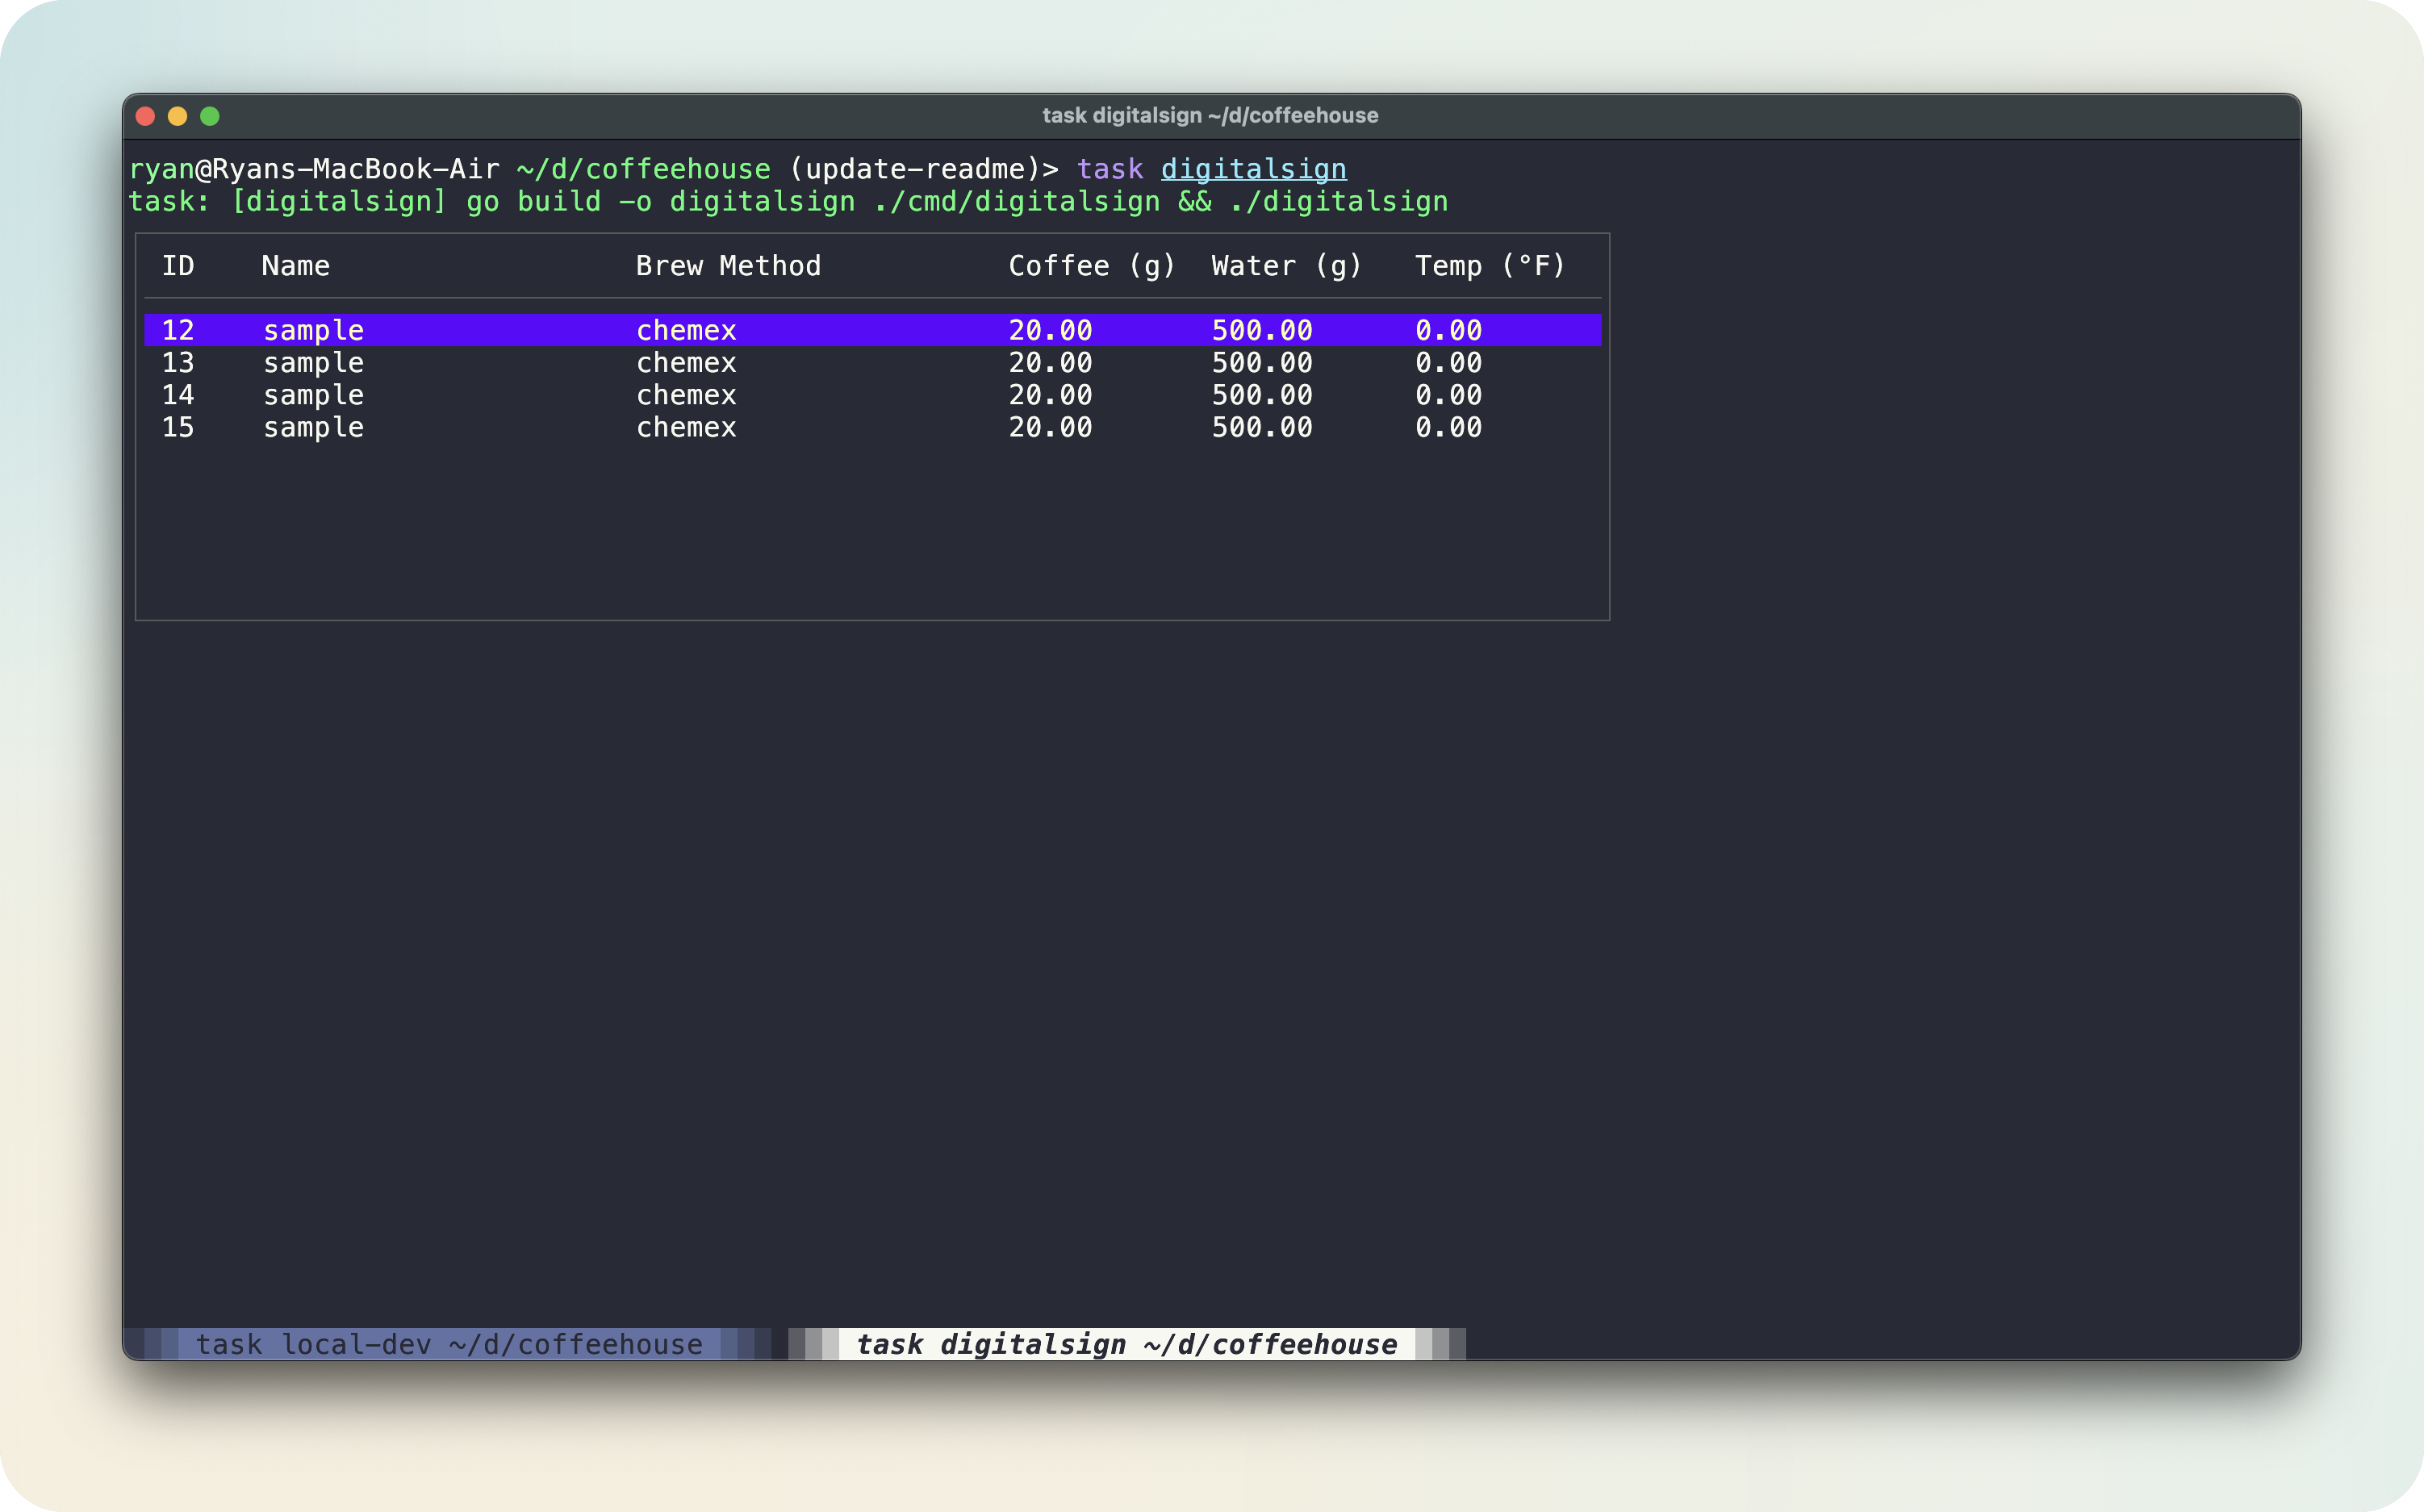 task digitalsign ~/d/coffeehouse
ryan@Ryans-MacBook-Air ~/d/coffeehouse (update-readme)> task digitalsign
task: [digitalsign] go build -o digitalsign ./cmd/digitalsign && ./digitalsign
ID Name Brew Method Coffee (g) Water (g) Temp (°F)
12 sample chemex 20.00 500.00 0.00
13 sample chemex 20.00 500.00 0.00
14 sample chemex 20.00 500.00 0.00
15 sample chemex 20.00 500.00 0.00
task local-dev ~/d/coffeehouse task digitalsign ~/d/coffeehouse